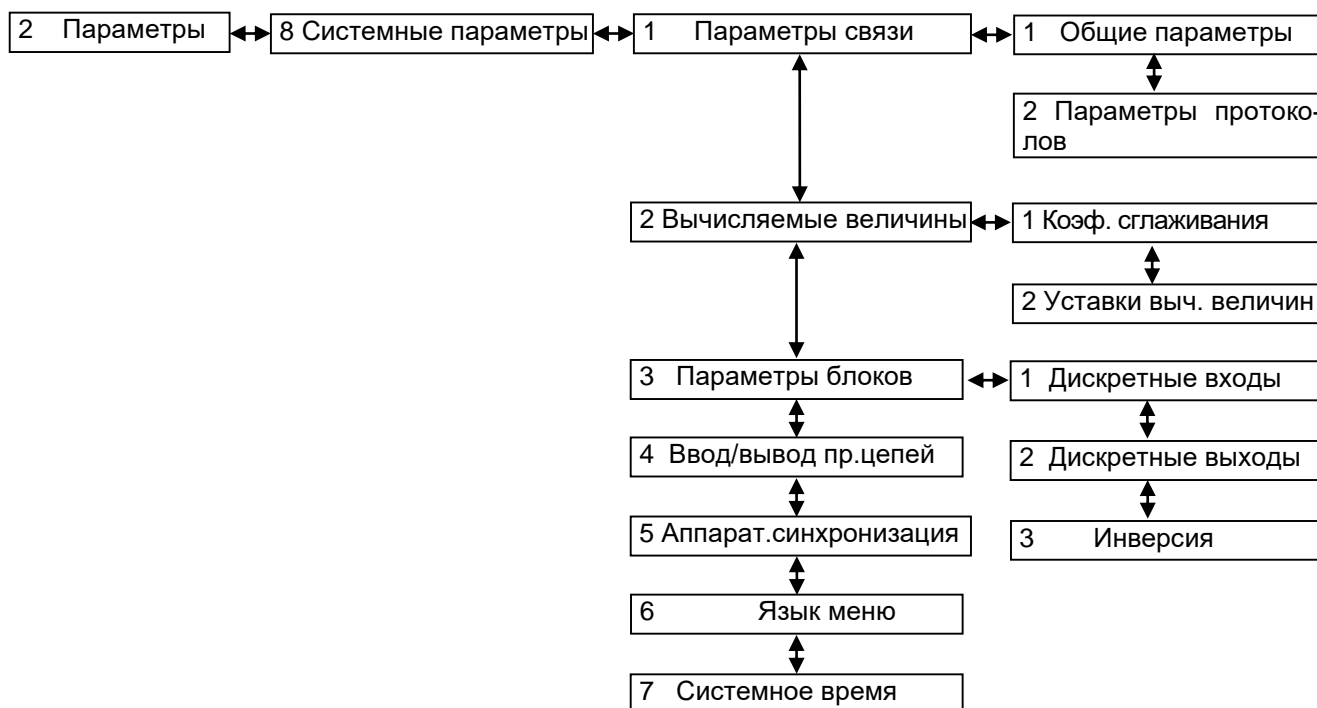 2 Параметры
8 Системные параметры
1 Параметры связи
1 Общие параметры
2 Параметры протоко-
лов
2 Вычисляемые величины
1 Коэф. сглаживания
2 Уставки выч. величин
3 Параметры блоков
1 Дискретные входы
4 Ввод/вывод пр.цепей
2 Дискретные выходы
5 Аппарат.синхронизация
3 Инверсия
6 Язык меню
7 Системное время